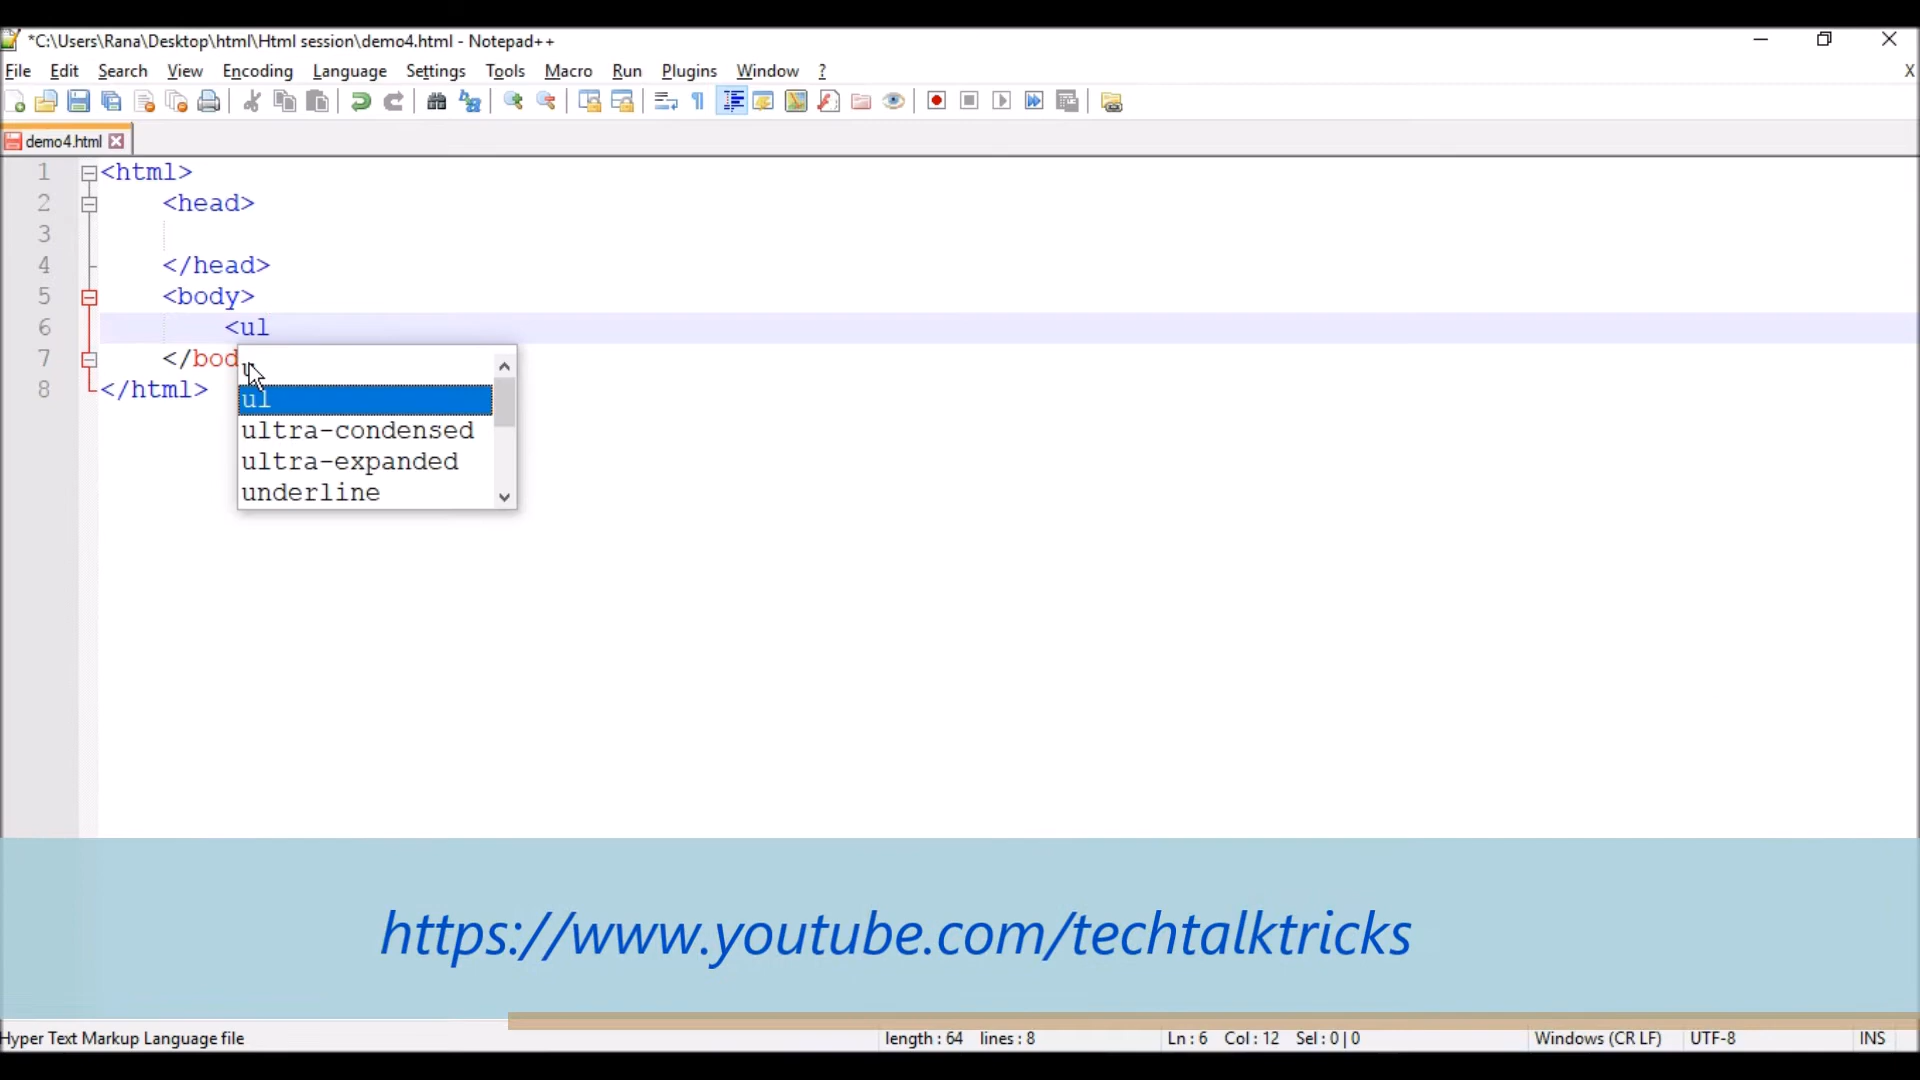 *C:\Users\Rana\Desktop\html\Html session\demo4.html - Notepad++
File Edit Search View Encoding Language Settings Tools Macro Run Plugins Window ? X
demo4.html
1 <html>
2 <head>
3
4 </head>
5 <body>
6 <ul
7 </bod
8 </html>
u
ul
ultra-condensed
ultra-expanded
underline
https://www.youtube.com/techtalktricks
Hyper Text Markup Language file length : 64 lines : 8 Ln : 6 Col : 12 Sel : 0 | 0 Windows (CR LF) UTF-8 INS